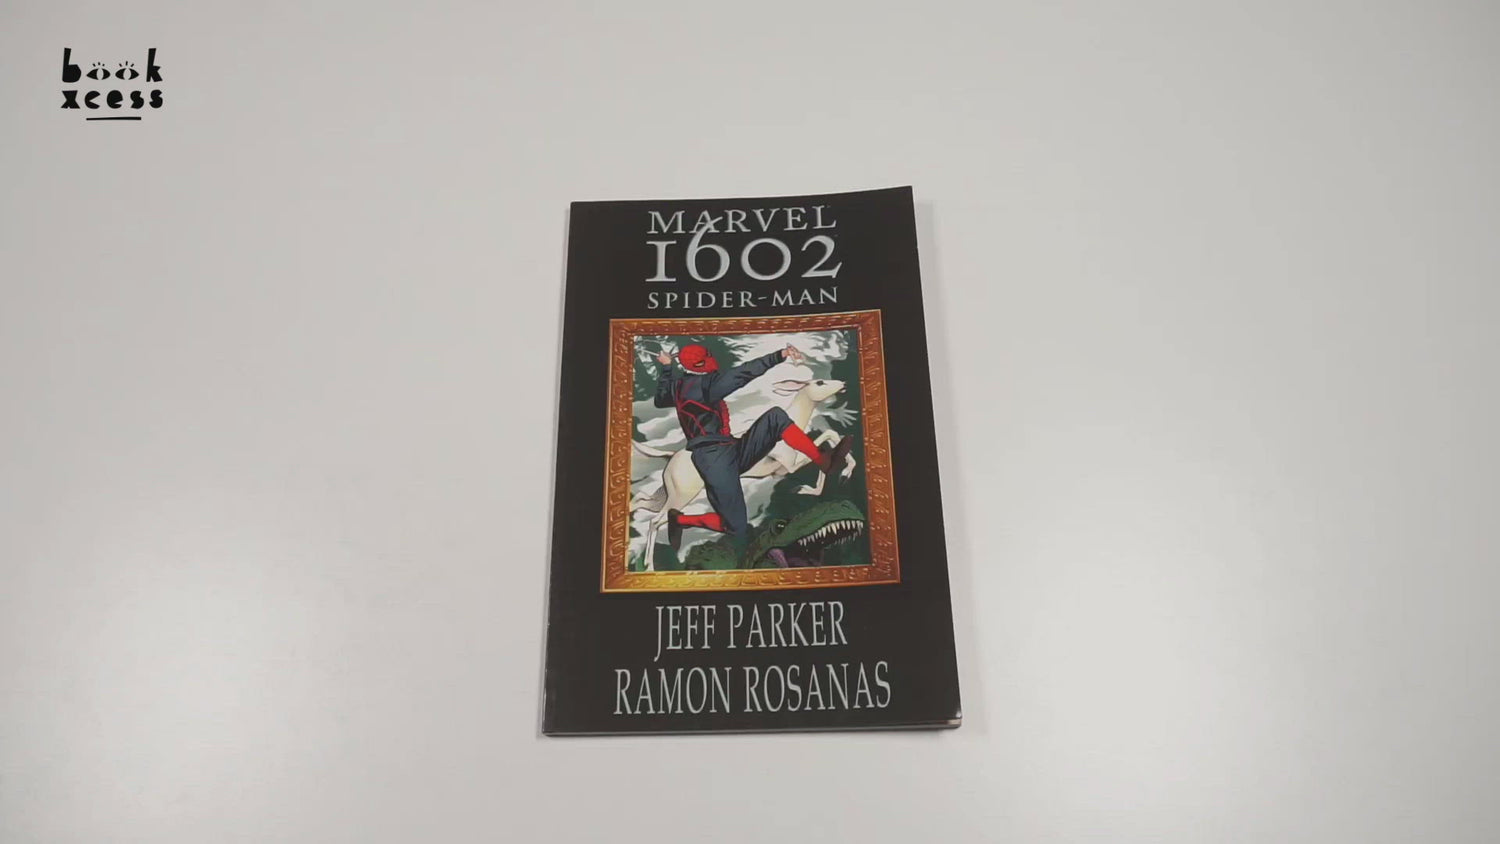 book
xcess
MARVEL
1602
SPIDER-MAN
JEFF PARKER
RAMON ROSANAS